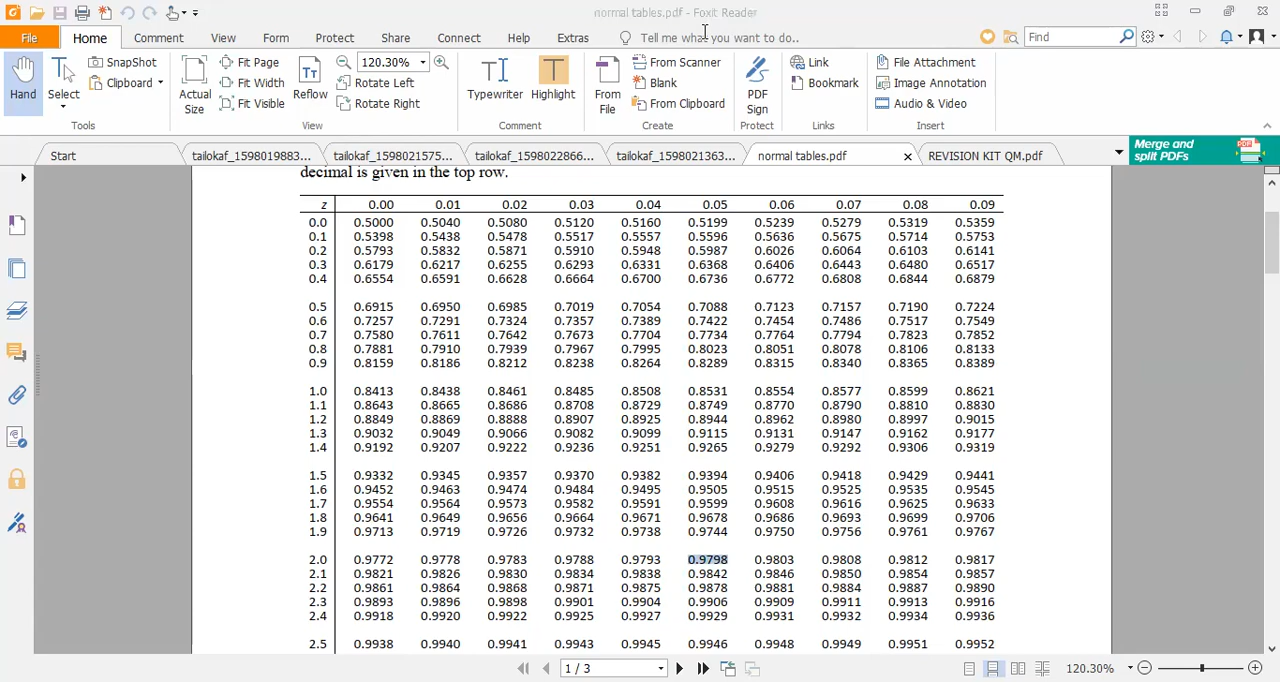 normal tables.pdf - Foxit Reader
File Home Comment View Form Protect Share Connect Help Extras Tell me what you want to do.. Find
Hand Select SnapShot Clipboard Actual Size Fit Page Fit Width Fit Visible Reflow 120.30% Rotate Left Rotate Right Typewriter Highlight From File From Scanner Blank From Clipboard PDF Sign Link Bookmark File Attachment Image Annotation Audio & Video
Tools View Comment Create Protect Links Insert
Start tailokaf_1598019883... tailokaf_1598021575... tailokaf_1598022666... tailokaf_1598021363... normal tables.pdf REVISION KIT QM.pdf Merge and split PDFs
decimal is given in the top row.
z 0.00 0.01 0.02 0.03 0.04 0.05 0.06 0.07 0.08 0.09
0.0 0.5000 0.5040 0.5080 0.5120 0.5160 0.5199 0.5239 0.5279 0.5319 0.5359
0.1 0.5398 0.5438 0.5478 0.5517 0.5557 0.5596 0.5636 0.5675 0.5714 0.5753
0.2 0.5793 0.5832 0.5871 0.5910 0.5948 0.5987 0.6026 0.6064 0.6103 0.6141
0.3 0.6179 0.6217 0.6255 0.6293 0.6331 0.6368 0.6406 0.6443 0.6480 0.6517
0.4 0.6554 0.6591 0.6628 0.6664 0.6700 0.6736 0.6772 0.6808 0.6844 0.6879
0.5 0.6915 0.6950 0.6985 0.7019 0.7054 0.7088 0.7123 0.7157 0.7190 0.7224
0.6 0.7257 0.7291 0.7324 0.7357 0.7389 0.7422 0.7454 0.7486 0.7517 0.7549
0.7 0.7580 0.7611 0.7642 0.7673 0.7704 0.7734 0.7764 0.7794 0.7823 0.7852
0.8 0.7881 0.7910 0.7939 0.7967 0.7995 0.8023 0.8051 0.8078 0.8106 0.8133
0.9 0.8159 0.8186 0.8212 0.8238 0.8264 0.8289 0.8315 0.8340 0.8365 0.8389
1.0 0.8413 0.8438 0.8461 0.8485 0.8508 0.8531 0.8554 0.8577 0.8599 0.8621
1.1 0.8643 0.8665 0.8686 0.8708 0.8729 0.8749 0.8770 0.8790 0.8810 0.8830
1.2 0.8849 0.8869 0.8888 0.8907 0.8925 0.8944 0.8962 0.8980 0.8997 0.9015
1.3 0.9032 0.9049 0.9066 0.9082 0.9099 0.9115 0.9131 0.9147 0.9162 0.9177
1.4 0.9192 0.9207 0.9222 0.9236 0.9251 0.9265 0.9279 0.9292 0.9306 0.9319
1.5 0.9332 0.9345 0.9357 0.9370 0.9382 0.9394 0.9406 0.9418 0.9429 0.9441
1.6 0.9452 0.9463 0.9474 0.9484 0.9495 0.9505 0.9515 0.9525 0.9535 0.9545
1.7 0.9554 0.9564 0.9573 0.9582 0.9591 0.9599 0.9608 0.9616 0.9625 0.9633
1.8 0.9641 0.9649 0.9656 0.9664 0.9671 0.9678 0.9686 0.9693 0.9699 0.9706
1.9 0.9713 0.9719 0.9726 0.9732 0.9738 0.9744 0.9750 0.9756 0.9761 0.9767
2.0 0.9772 0.9778 0.9783 0.9788 0.9793 0.9798 0.9803 0.9808 0.9812 0.9817
2.1 0.9821 0.9826 0.9830 0.9834 0.9838 0.9842 0.9846 0.9850 0.9854 0.9857
2.2 0.9861 0.9864 0.9868 0.9871 0.9875 0.9878 0.9881 0.9884 0.9887 0.9890
2.3 0.9893 0.9896 0.9898 0.9901 0.9904 0.9906 0.9909 0.9911 0.9913 0.9916
2.4 0.9918 0.9920 0.9922 0.9925 0.9927 0.9929 0.9931 0.9932 0.9934 0.9936
2.5 0.9938 0.9940 0.9941 0.9943 0.9945 0.9946 0.9948 0.9949 0.9951 0.9952
1 / 3 120.30%